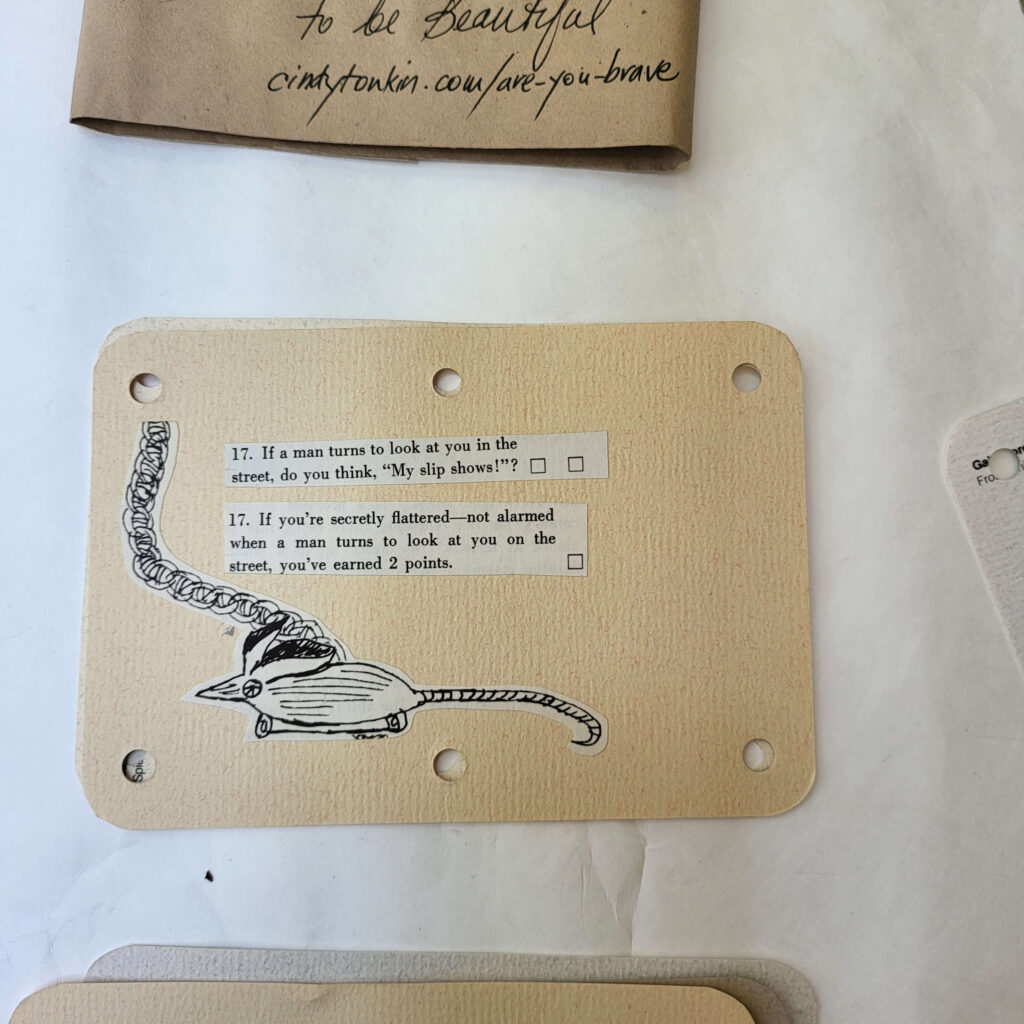 to be Beautiful.
cindytonkin.com/are-you-brave
17. If a man turns to look at you in the
street, do you think, “My slip shows!”? ☐ ☐
17. If you’re secretly flattered—not alarmed
when a man turns to look at you on the
street, you’ve earned 2 points. ☐